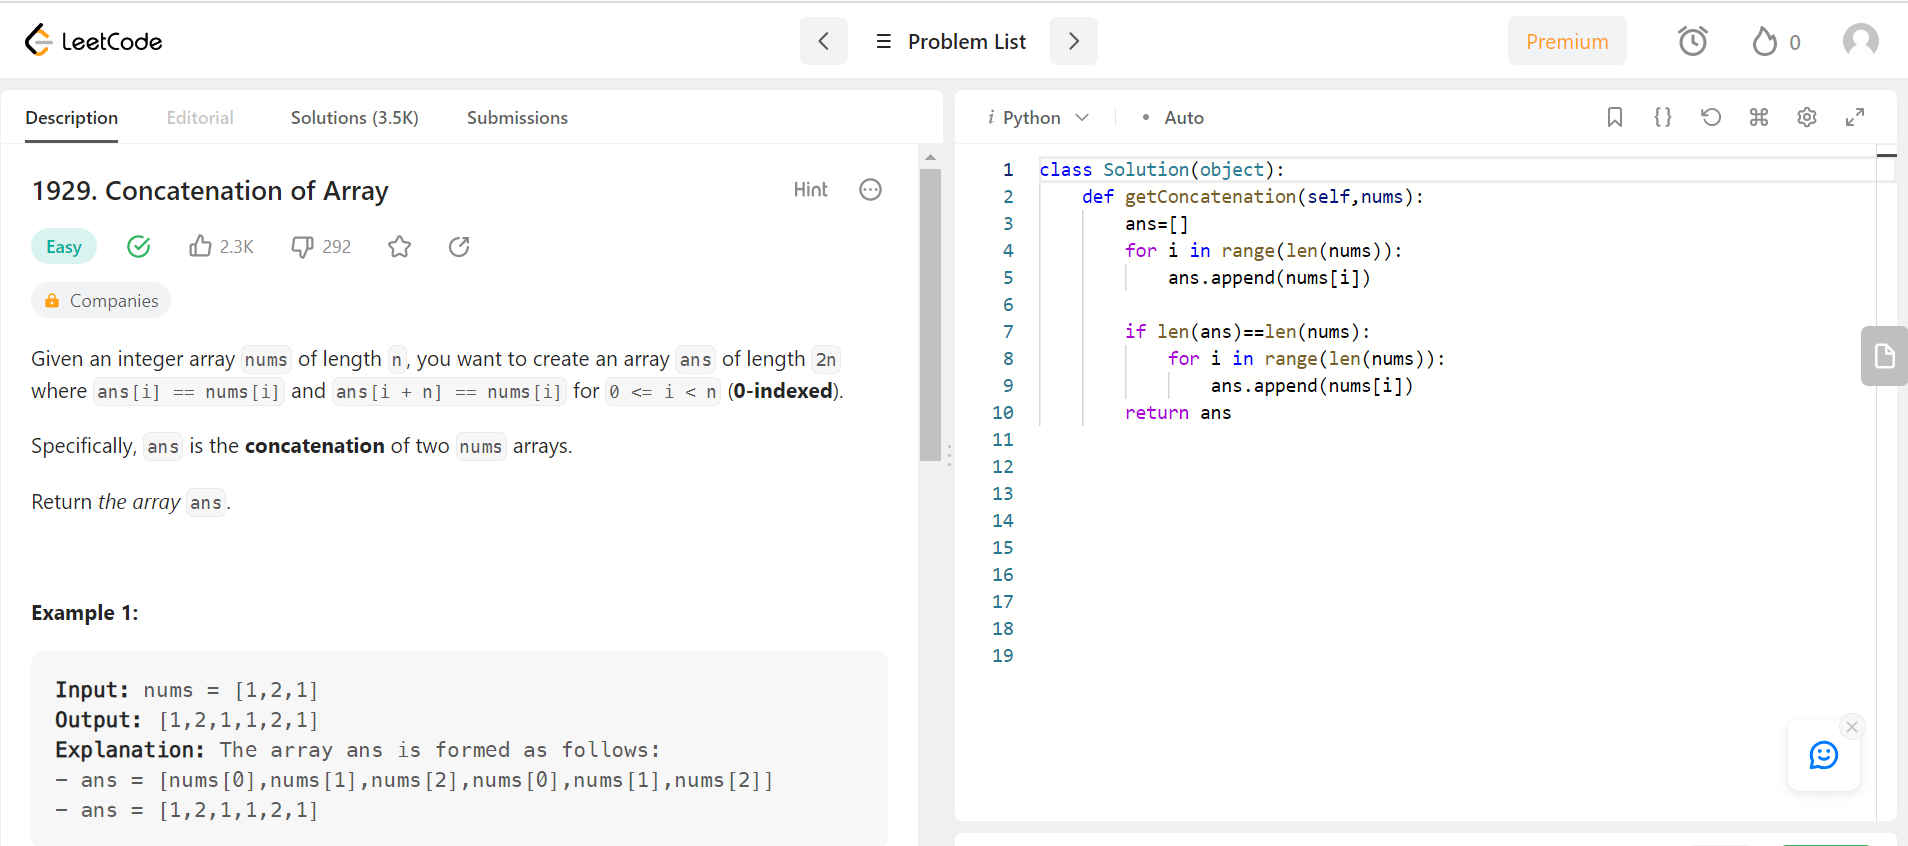 LeetCode
Problem List
Premium
0
Description Editorial Solutions (3.5K) Submissions
1929. Concatenation of Array
Hint
Easy 2.3K 292
Companies
Given an integer array nums of length n, you want to create an array ans of length 2n
where ans[i] == nums[i] and ans[i + n] == nums[i] for 0 <= i < n (0-indexed).
Specifically, ans is the concatenation of two nums arrays.
Return the array ans.
Example 1:
Input: nums = [1,2,1]
Output: [1,2,1,1,2,1]
Explanation: The array ans is formed as follows:
- ans = [nums[0],nums[1],nums[2],nums[0],nums[1],nums[2]]
- ans = [1,2,1,1,2,1]
i Python • Auto
{}
1 class Solution(object):
2 def getConcatenation(self,nums):
3 ans=[]
4 for i in range(len(nums)):
5 ans.append(nums[i])
6
7 if len(ans)==len(nums):
8 for i in range(len(nums)):
9 ans.append(nums[i])
10 return ans
11
12
13
14
15
16
17
18
19